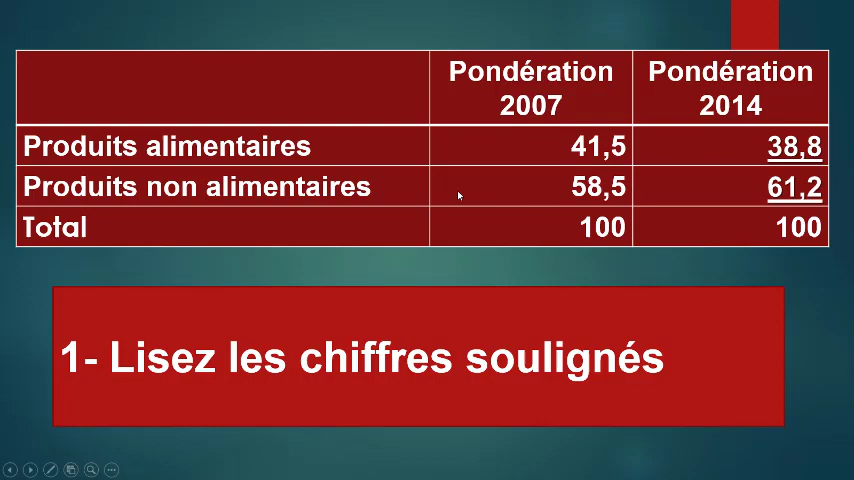 Pondération 2007
Pondération 2014
Produits alimentaires 41,5 38,8
Produits non alimentaires 58,5 61,2
Total 100 100
1- Lisez les chiffres soulignés